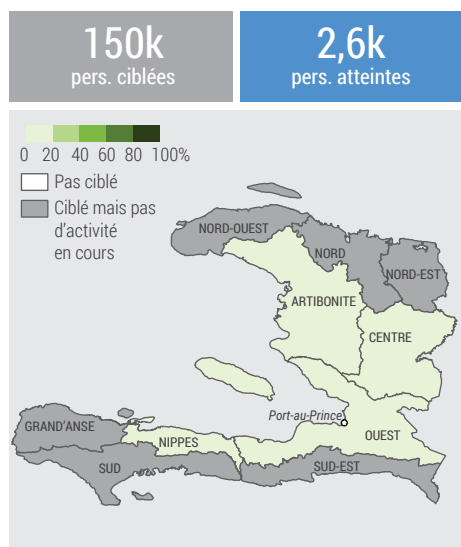 150k
pers. ciblées
2,6k
pers. atteintes
0 20 40 60 80 100%
Pas ciblé
Ciblé mais pas
d'activité
en cours
NORD-OUEST
NORD
NORD-EST
ARTIBONITE
CENTRE
Port-au-Prince
OUEST
GRAND'ANSE
NIPPES
SUD
SUD-EST